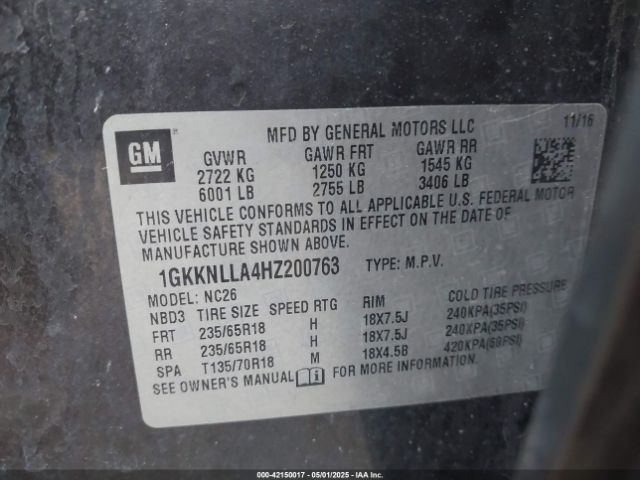 GM
MFD BY GENERAL MOTORS LLC
11/16
GVWR GAWR FRT GAWR RR
2722 KG 1250 KG 1545 KG
6001 LB 2755 LB 3406 LB
THIS VEHICLE CONFORMS TO ALL APPLICABLE U.S. FEDERAL MOTOR
VEHICLE SAFETY STANDARDS IN EFFECT ON THE DATE OF
MANUFACTURE SHOWN ABOVE.
1GKKNLLA4HZ200763 TYPE: M.P.V.
MODEL: NC26
NBD3 TIRE SIZE SPEED RTG RIM COLD TIRE PRESSURE
FRT 235/65R18 H 18X7.5J 240KPA(35PSI)
RR 235/65R18 H 18X7.5J 240KPA(35PSI)
SPA T135/70R18 M 18X4.5B 420KPA(60PSI)
SEE OWNER'S MANUAL FOR MORE INFORMATION.
000-42150017 - 05/01/2025 - IAAI.COM